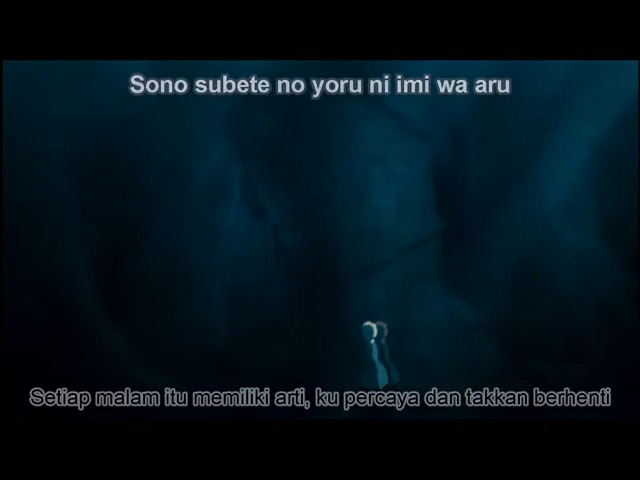 Sono subete no yoru ni imi wa aru
Setiap malam itu memiliki arti, ku percaya dan takkan berhenti